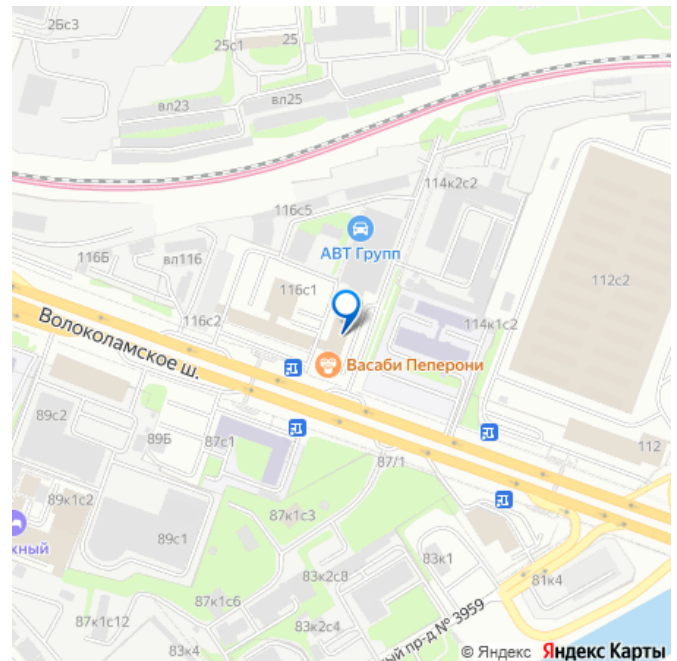 2Бс3
25
25с1
вл23
вл25
114к2с2
116с5
АВТ Групп
116Б
вл116
112с2
116с1
116с2
114к1с2
Волоколамское ш.
Васаби Пеперони
89с2
89Б
87с1
112
87/1
89к1с2
87к1с3
жный
89с1
83к1
83к2с8
81к4
87к1с6
87к1с12
83к2с4
83к4
ный пр-д № 3959
© Яндекс Яндекс Карты